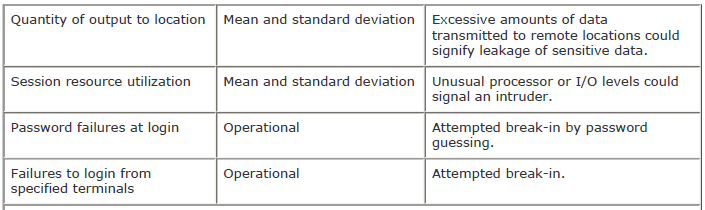 Quantity of output to location Mean and standard deviation Excessive amounts of data
transmitted to remote locations could
signify leakage of sensitive data.
Session resource utilization Mean and standard deviation Unusual processor or I/O levels could
signal an intruder.
Password failures at login Operational Attempted break-in by password
guessing.
Failures to login from Operational Attempted break-in.
specified terminals